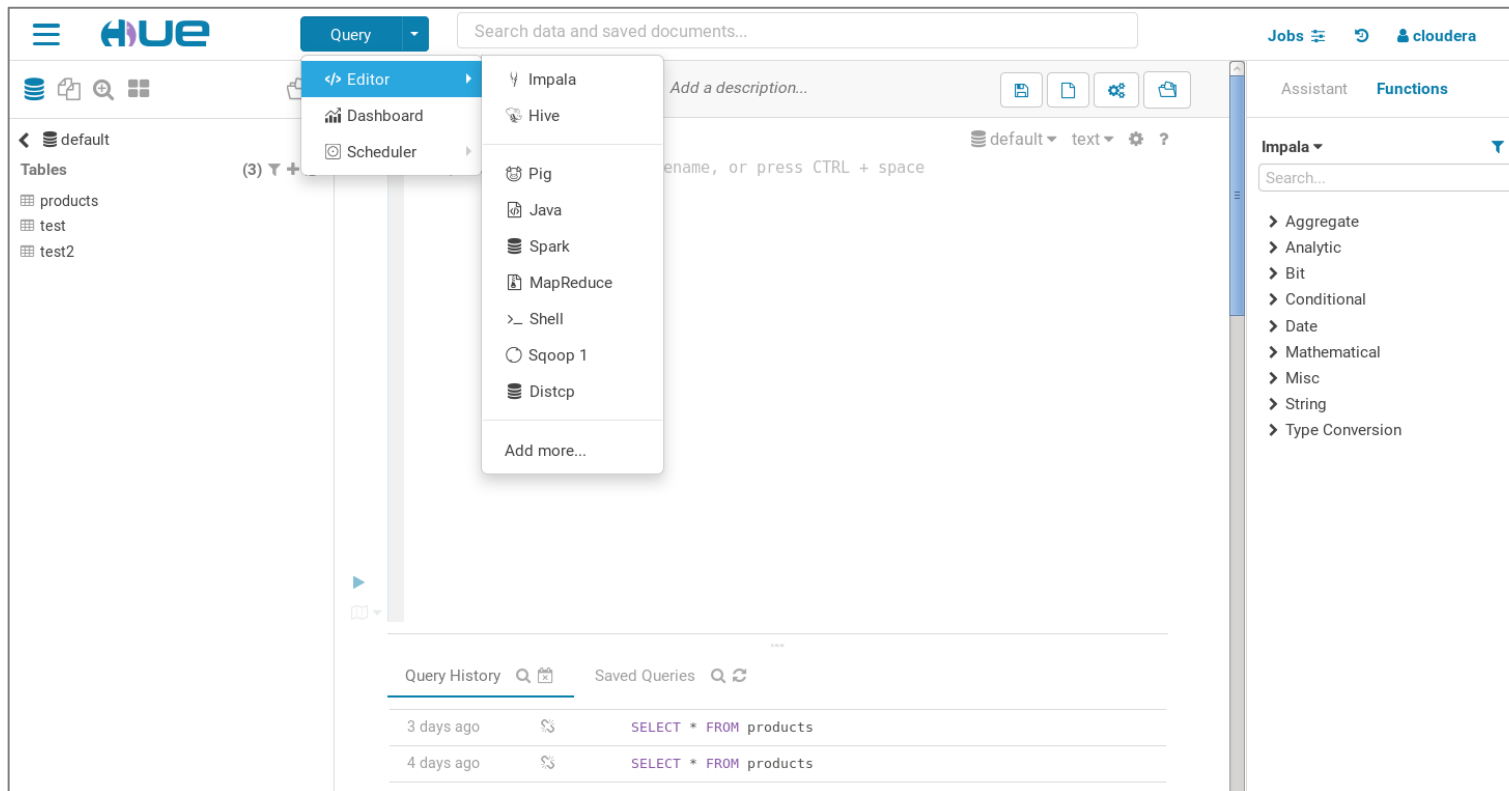 HUE
Query
Search data and saved documents...
Jobs
cloudera
Editor
Dashboard
Scheduler
Impala
Hive
Pig
Java
Spark
MapReduce
Shell
Sqoop 1
Distcp
Add more...
Add a description...
default
Tables
(3)
products
test
test2
default
text
?
ename, or press CTRL + space
Assistant
Functions
Impala
Search...
Aggregate
Analytic
Bit
Conditional
Date
Mathematical
Misc
String
Type Conversion
Query History
Saved Queries
3 days ago
SELECT * FROM products
4 days ago
SELECT * FROM products